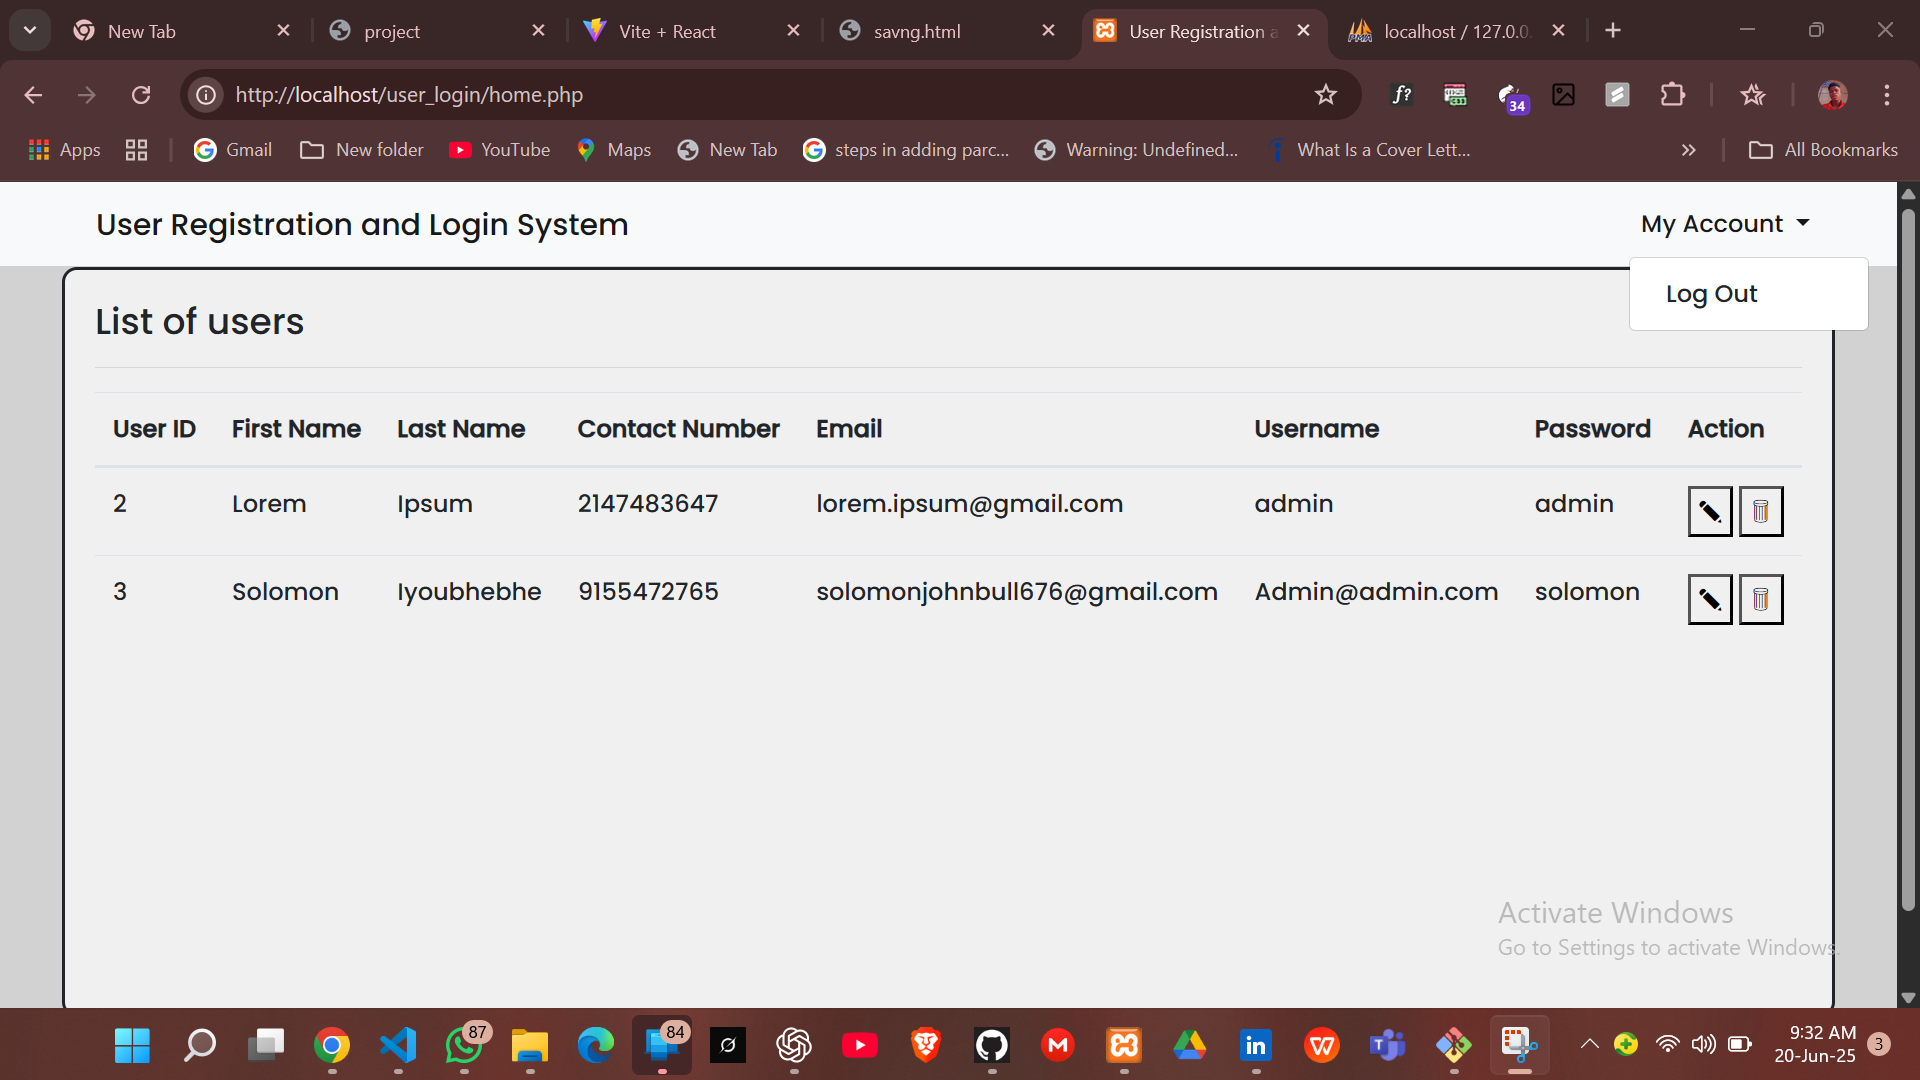 New Tab
project
Vite + React
savng.html
User Registration a
localhost / 127.0.0.
http://localhost/user_login/home.php
34
Apps
Gmail
New folder
YouTube
Maps
New Tab
steps in adding parc...
Warning: Undefined...
What Is a Cover Lett...
All Bookmarks
User Registration and Login System
My Account
Log Out
List of users
User ID First Name Last Name Contact Number Email Username Password Action
2 Lorem Ipsum 2147483647 lorem.ipsum@gmail.com admin admin
3 Solomon Iyoubhebhe 9155472765 solomonjohnbull676@gmail.com Admin@admin.com solomon
Activate Windows
Go to Settings to activate Windows.
87
84
9:32 AM
20-Jun-25
3